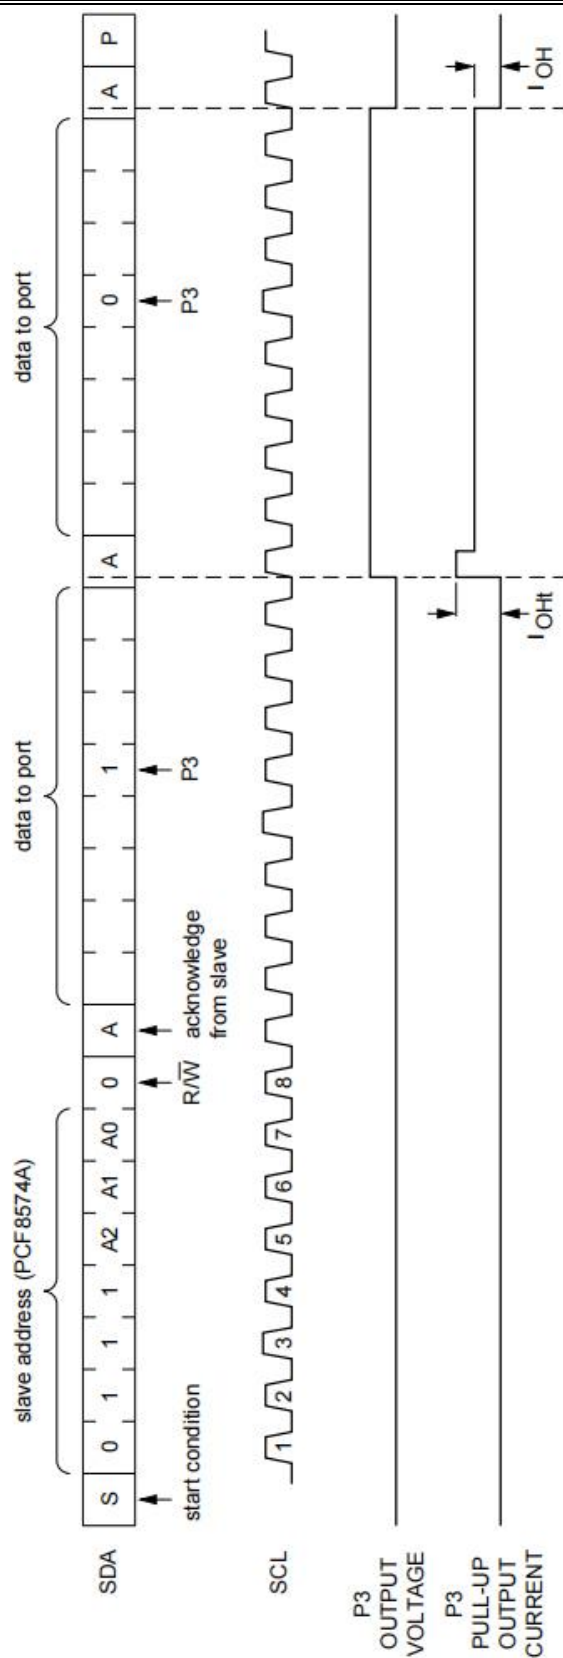 slave address (PCF8574A)
data to port
data to port
SDA
S
0
1
1
1
A2
A1
A0
0
A
1
A
0
A
P
start condition
R/W̅
acknowledge
from slave
P3
P3
SCL
1
2
3
4
5
6
7
8
P3
OUTPUT
VOLTAGE
P3
PULL-UP
OUTPUT
CURRENT
IOHt
IOH